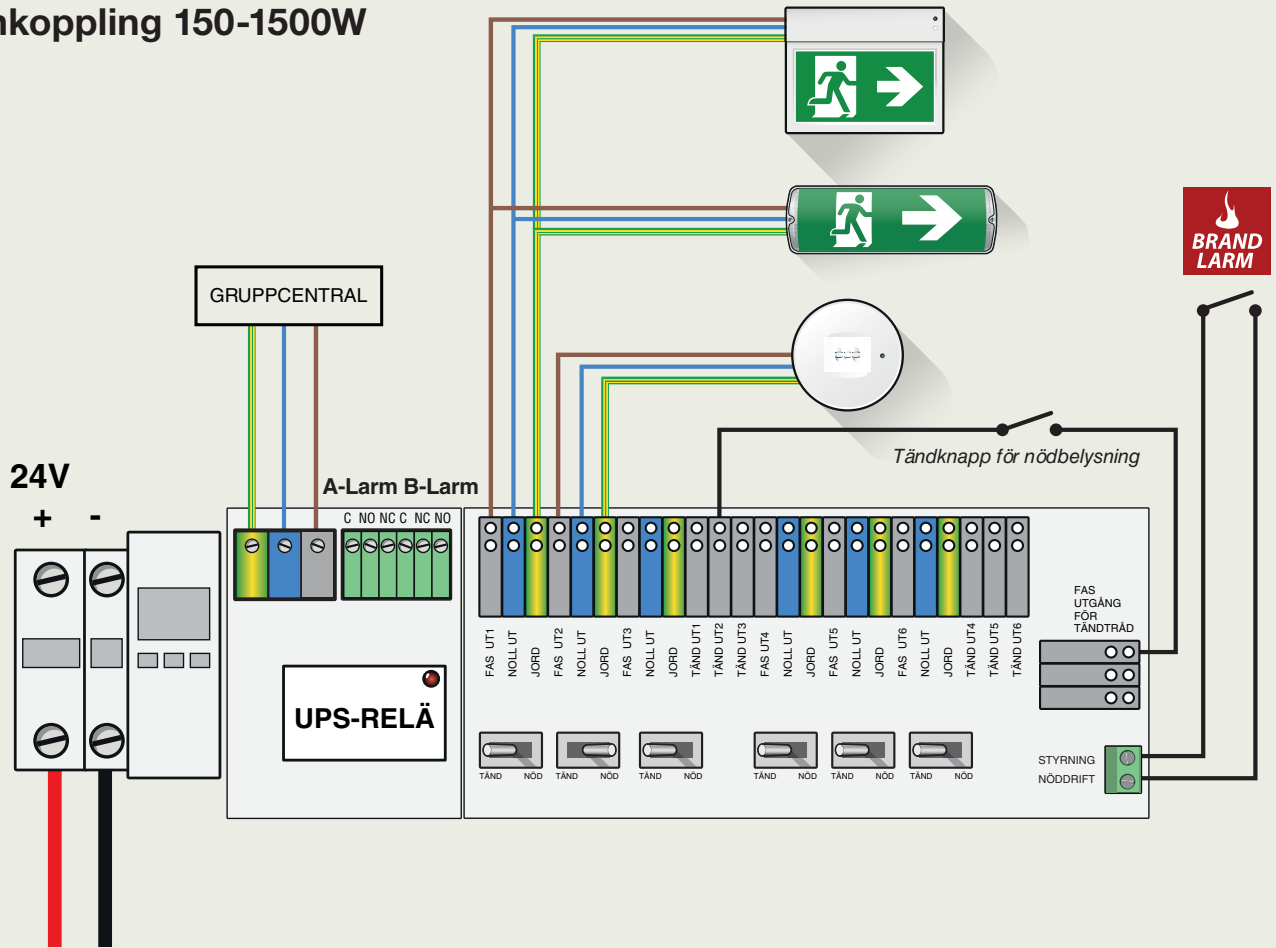 nkoppling 150-1500W
BRAND
LARM
GRUPPCENTRAL
Tändknapp för nödbelysning
24V
+ -
A-Larm B-Larm
C NO NC C NC NO
FAS UT1
NOLL UT
JORD
FAS UT2
NOLL UT
JORD
FAS UT3
NOLL UT
JORD
TÄND UT1
TÄND UT2
TÄND UT3
FAS UT4
NOLL UT
JORD
FAS UT5
NOLL UT
JORD
FAS UT6
NOLL UT
JORD
TÄND UT4
TÄND UT5
TÄND UT6
FAS
UTGÅNG
FÖR
TÄNDTRÅD
UPS-RELÄ
TÄND NÖD TÄND NÖD TÄND NÖD TÄND NÖD TÄND NÖD TÄND NÖD
STYRNING
NÖDDRIFT